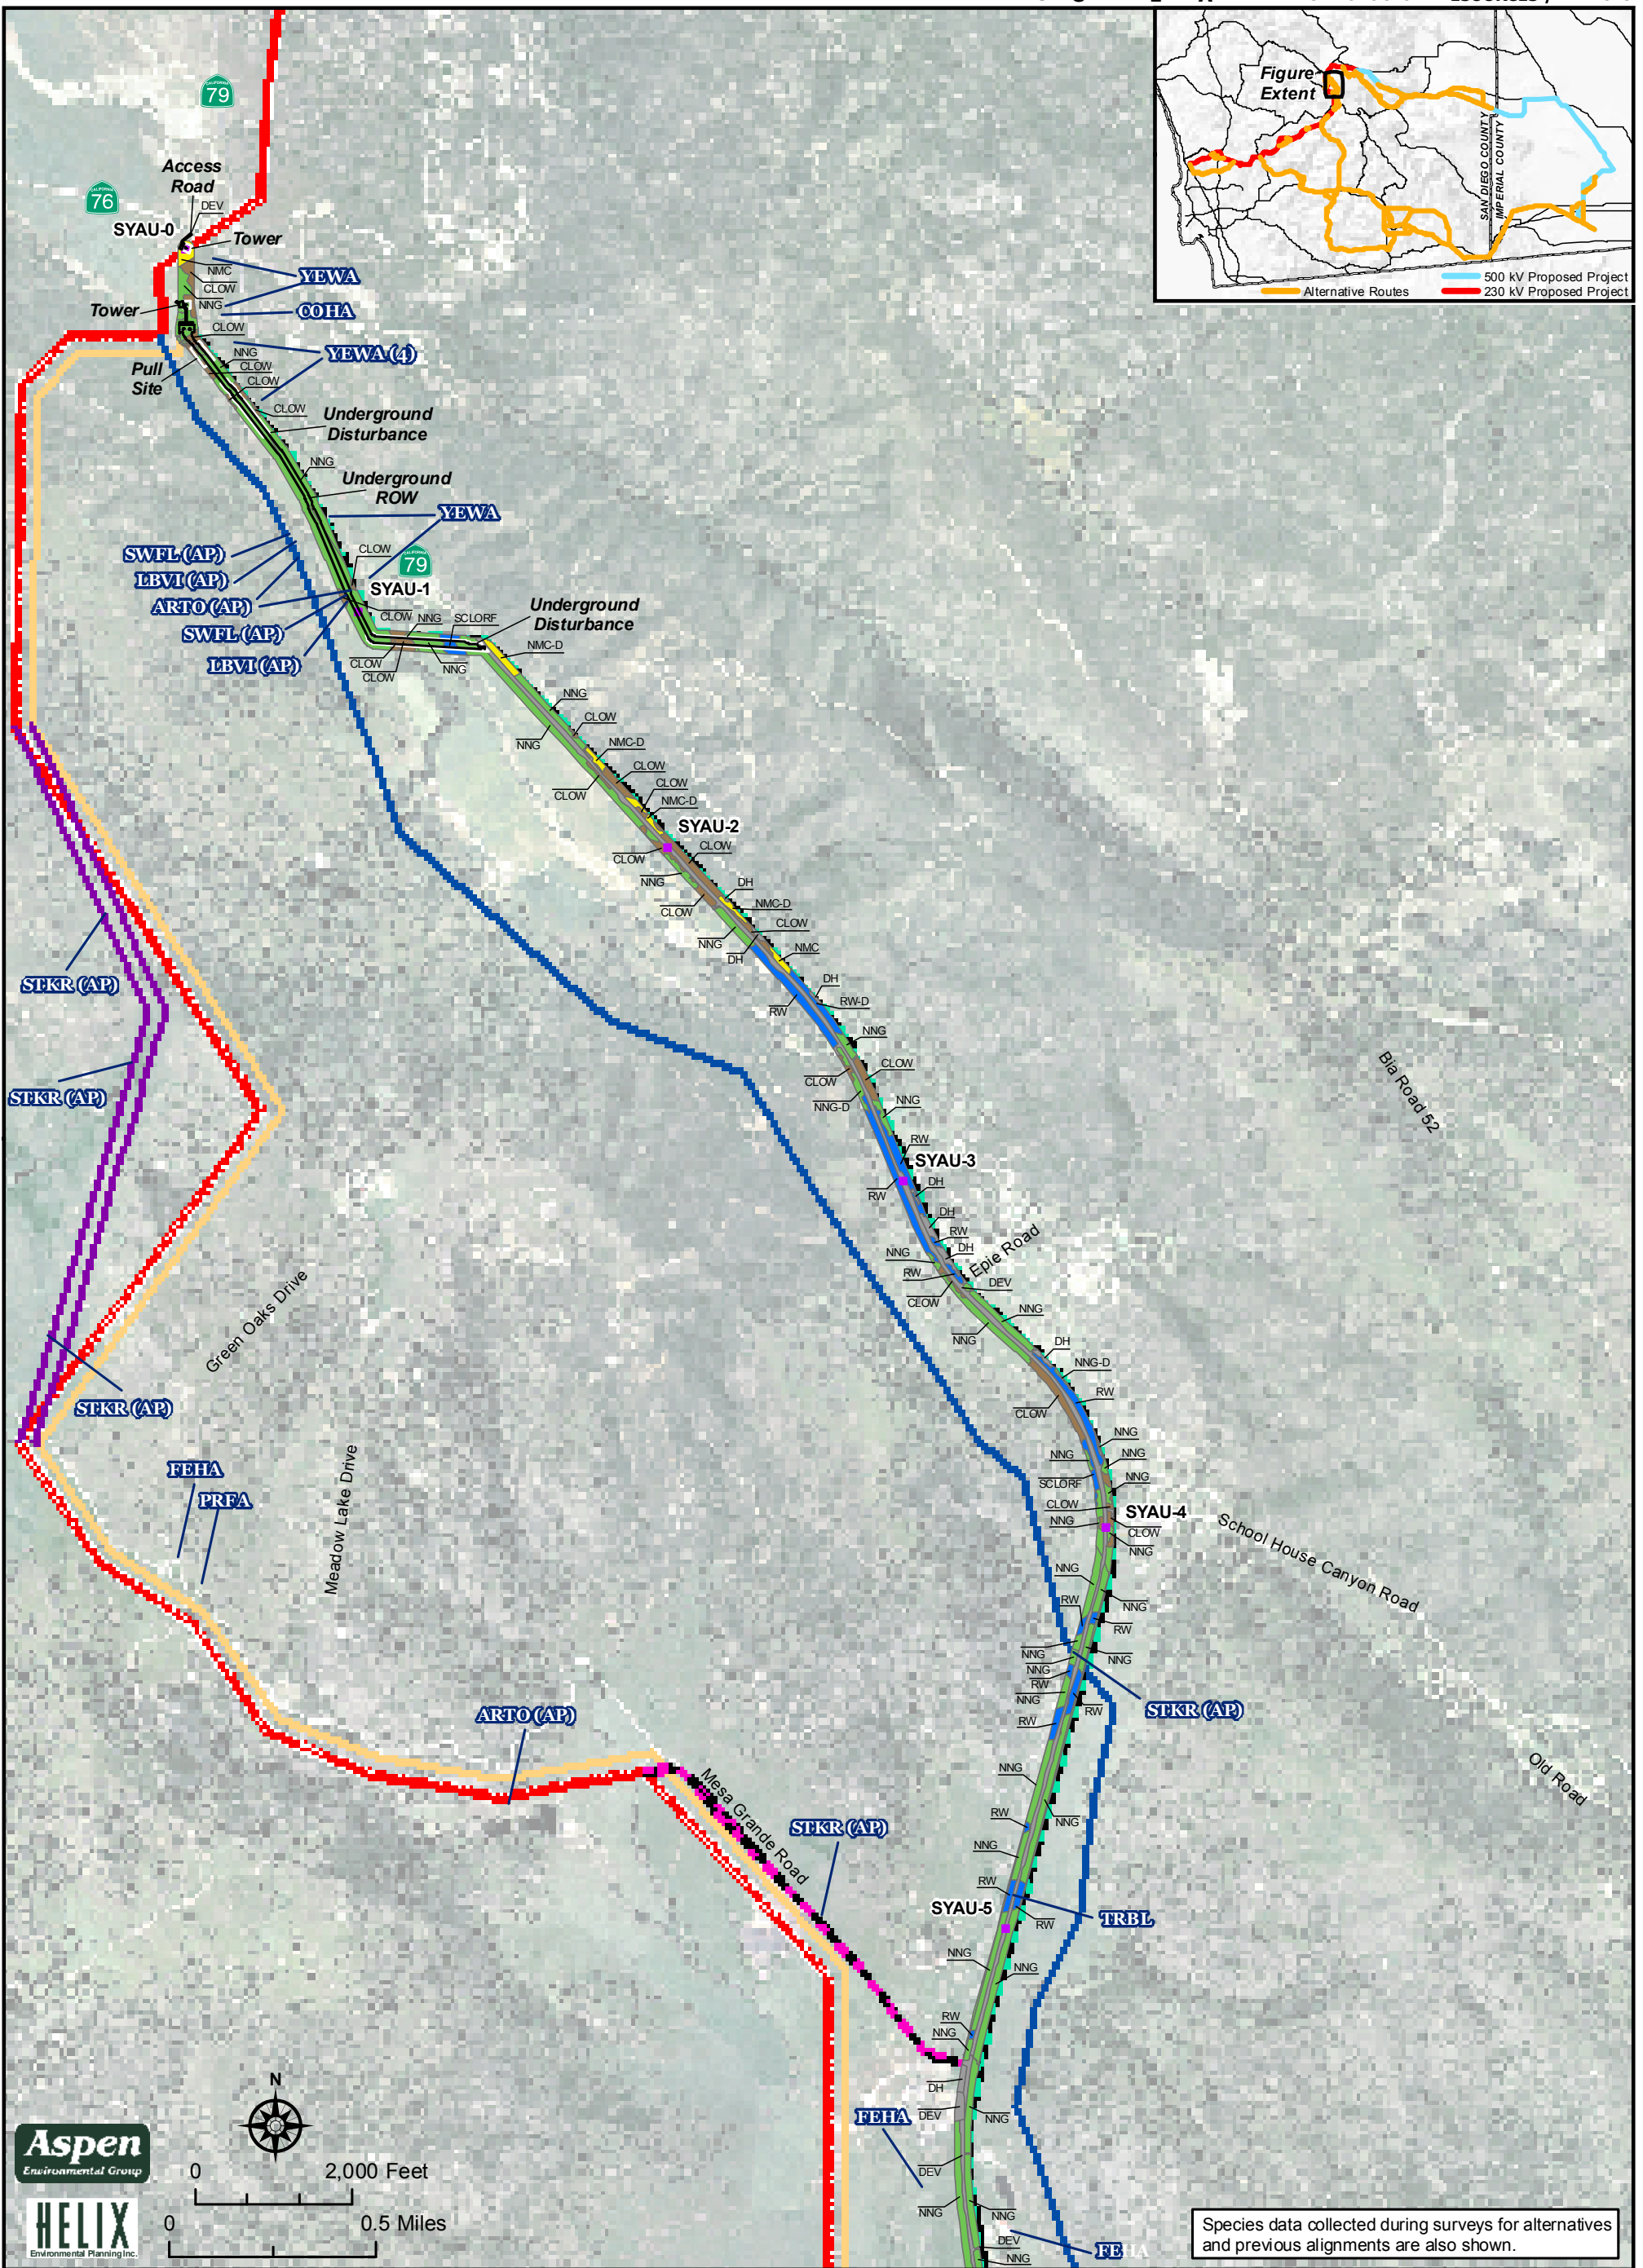 Figure
Extent
SAN DIEGO COUNTY
IMPERIAL COUNTY
500 kV Proposed Project
Alternative Routes
230 kV Proposed Project
CALIFORNIA
79
CALIFORNIA
76
Access
Road
DEV
SYAU-0
Tower
NMC
CLOW
YEWA
NNG
Tower
COHA
CLOW
YEWA (4)
NNG
CLOW
CLOW
Pull
Site
CLOW
Underground
Disturbance
NNG
Underground
ROW
YEWA
SWFL (AP)
CLOW
CALIFORNIA
79
LBVI (AP)
SYAU-1
ARTO (AP)
CLOW
NNG
SCLORF
Underground
Disturbance
SWFL (AP)
LBVI (AP)
CLOW
CLOW
NNG
NMC-D
NNG
CLOW
NNG
NMC-D
CLOW
CLOW
CLOW
NMC-D
SYAU-2
CLOW
CLOW
NNG
DH
CLOW
NMC-D
CLOW
NNG
DH
NMC
STKR (AP)
DH
RW-D
RW
NNG
CLOW
CLOW
Bia Road 52
STKR (AP)
NNG-D
NNG
RW
SYAU-3
RW
DH
DH
RW
DH
Epie Road
NNG
RW
DEV
CLOW
NNG
NNG
Green Oaks Drive
DH
NNG-D
RW
STKR (AP)
CLOW
NNG
NNG
NNG
NNG
SCLORF
CLOW
SYAU-4
NNG
CLOW
NNG
School House Canyon Road
FEHA
PRFA
Meadow Lake Drive
NNG
NNG
RW
RW
NNG
NNG
NNG
NNG
RW
NNG
RW
STKR (AP)
RW
ARTO (AP)
Old Road
NNG
Mesa Grande Road
STKR (AP)
RW
NNG
NNG
RW
SYAU-5
RW
TRBL
NNG
NNG
RW
NNG
DH
FEHA
DEV
NNG
DEV
NNG
NNG
DEV
NNG
FEHA
N
Aspen
Environmental Group
0
2,000 Feet
HELIX
Environmental Planning Inc.
0
0.5 Miles
Species data collected during surveys for alternatives
and previous alignments are also shown.